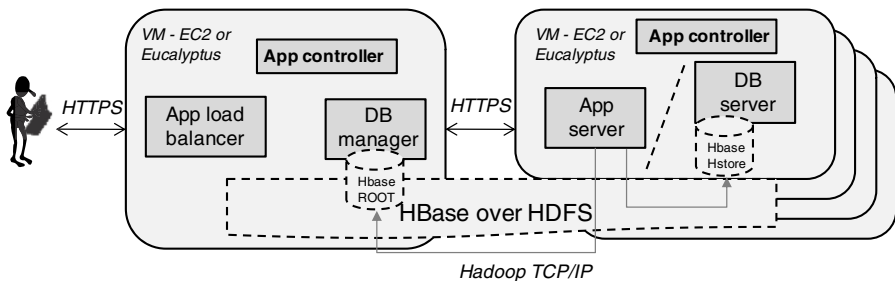 VM - EC2 or
Eucalyptus
App controller
HTTPS
App load
balancer
DB
manager
Hbase
ROOT
HTTPS
VM - EC2 or
Eucalyptus
App controller
App
server
DB
server
Hbase
Hstore
HBase over HDFS
Hadoop TCP/IP